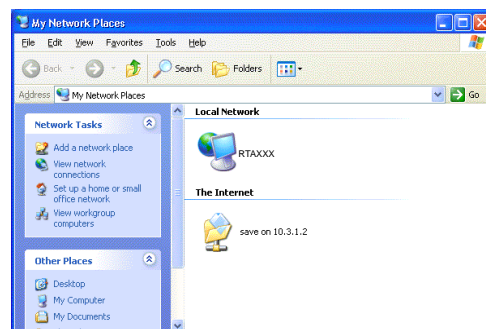 My Network Places
File Edit View Favorites Tools Help
Back Search Folders
Address My Network Places Go
Network Tasks
Add a network place
View network
connections
Set up a home or small
office network
View workgroup
computers
Other Places
Desktop
My Computer
My Documents
Local Network
RTAXXX
The Internet
save on 10.3.1.2